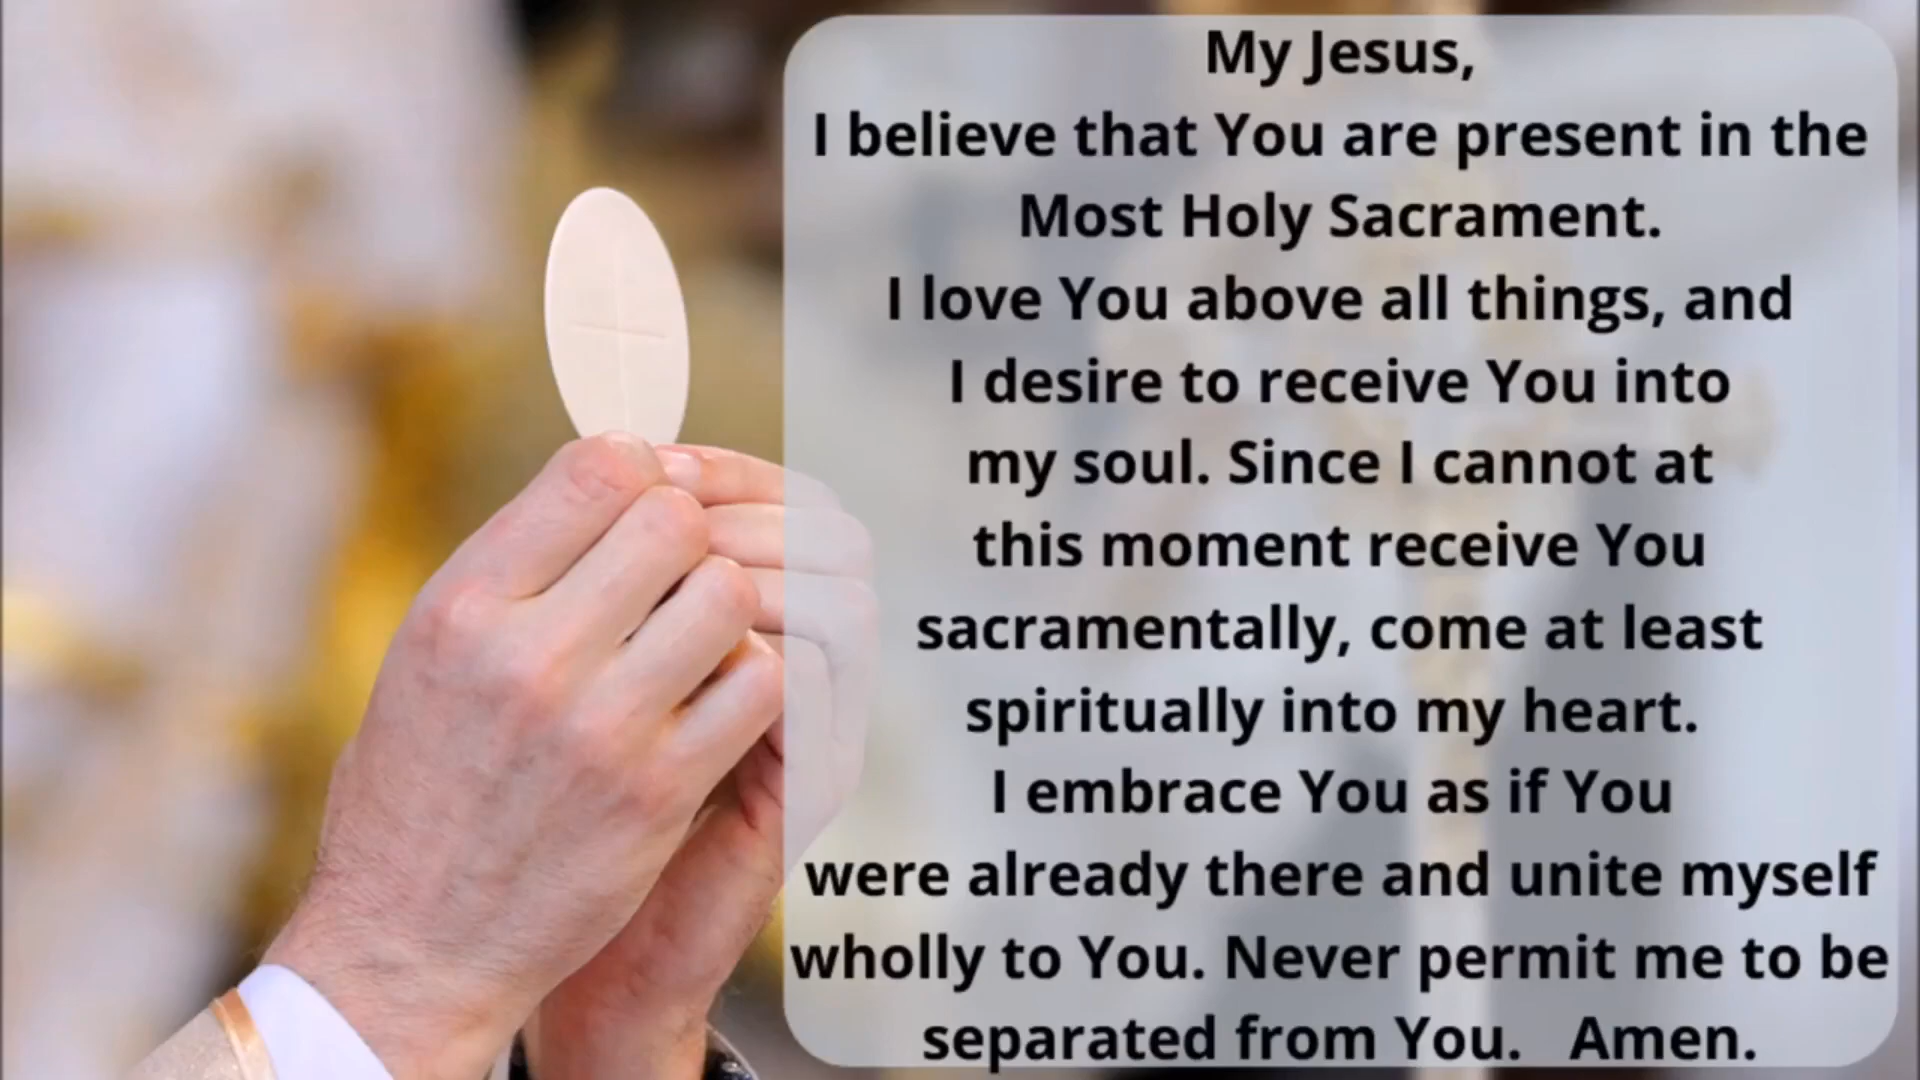 My Jesus,
I believe that You are present in the
Most Holy Sacrament.
I love You above all things, and
I desire to receive You into
my soul. Since I cannot at
this moment receive You
sacramentally, come at least
spiritually into my heart.
I embrace You as if You
were already there and unite myself
wholly to You. Never permit me to be
separated from You. Amen.